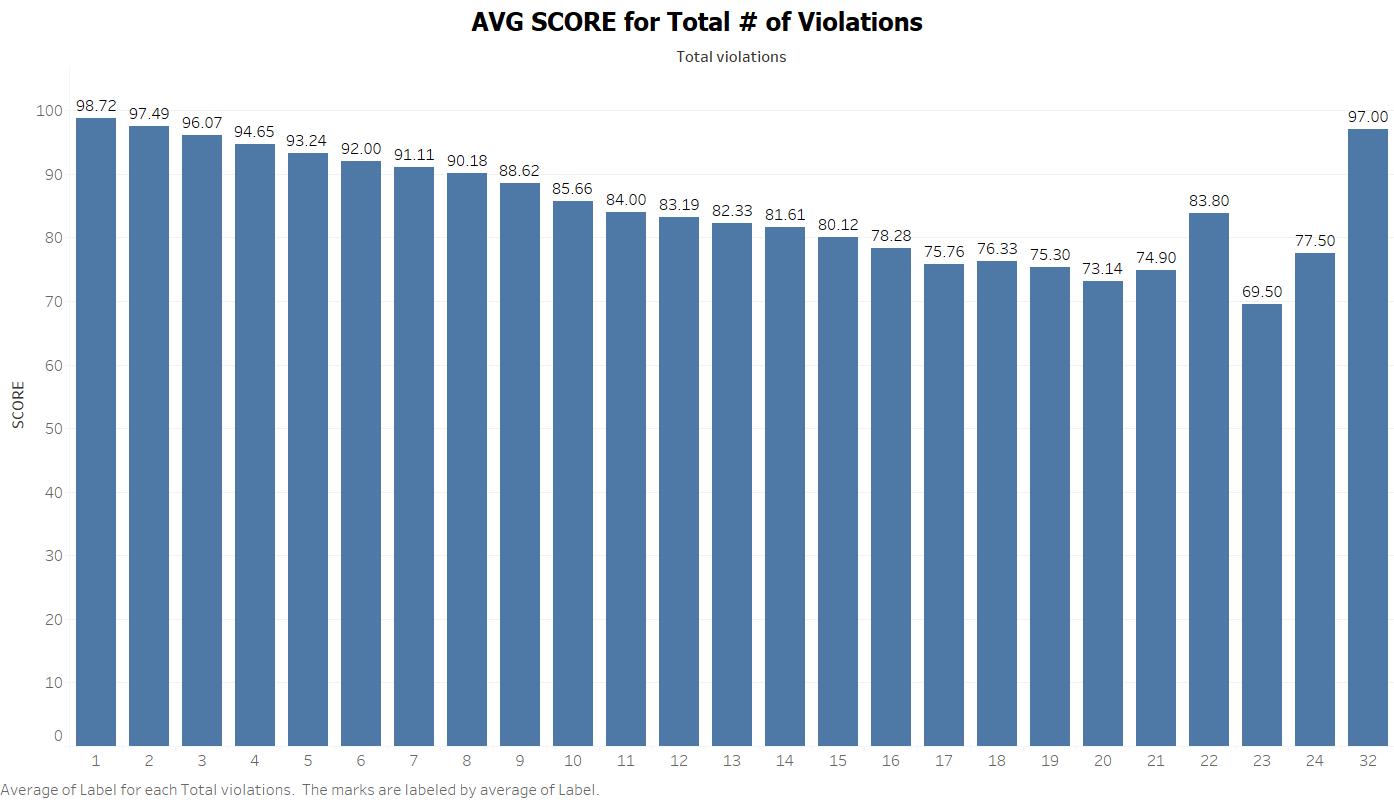 AVG SCORE for Total # of Violations
Total violations
98.72 97.49 96.07 94.65 93.24 92.00 91.11 90.18 88.62 85.66 84.00 83.19 82.33 81.61 80.12 78.28 75.76 76.33 75.30 73.14 74.90 83.80 69.50 77.50 97.00
SCORE
100
90
80
70
60
50
40
30
20
10
0
1 2 3 4 5 6 7 8 9 10 11 12 13 14 15 16 17 18 19 20 21 22 23 24 32
Average of Label for each Total violations.  The marks are labeled by average of Label.